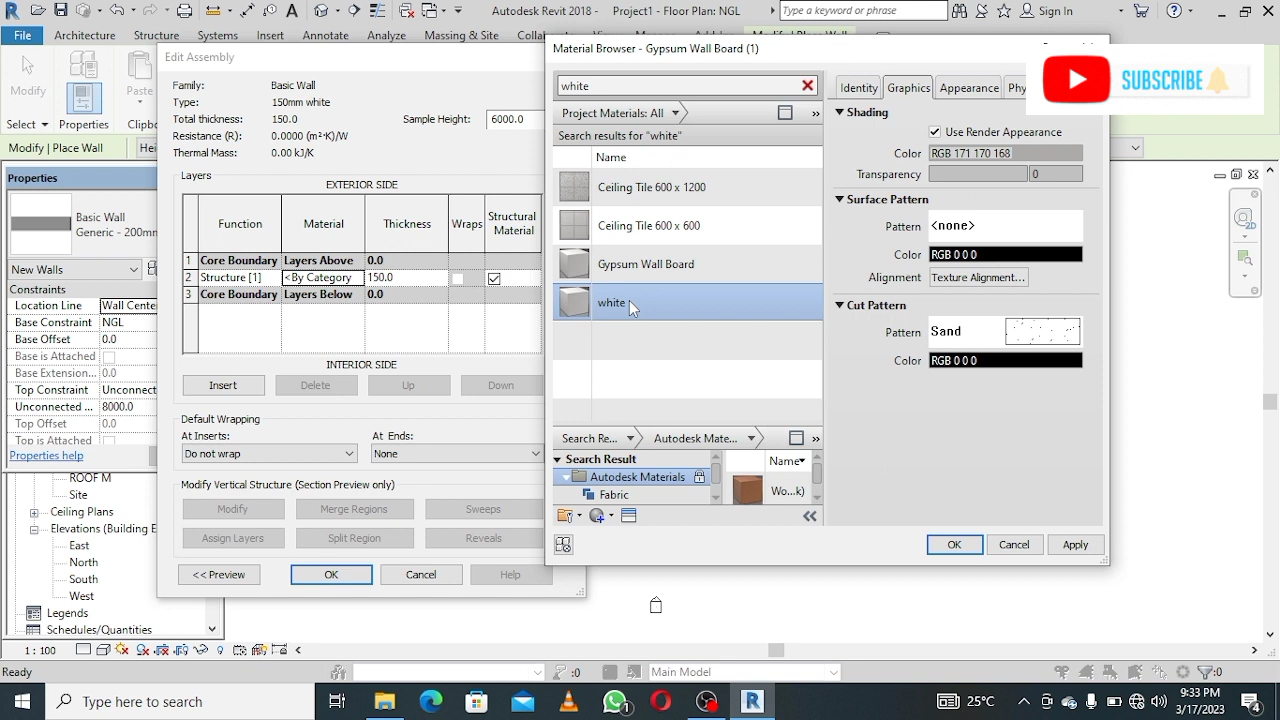 Autodesk Revit 2018 - Project1 - Floor Plan: NGL
Type a keyword or phrase
Sign In
File
Structure
Systems
Insert
Annotate
Analyze
Massing & Site
Modify | Place Wall
Modify
Select
Properties
Paste
Modify | Place Wall
Properties
Basic Wall
Generic - 200mm
New Walls
Constraints
Location Line
Wall Center
Base Constraint
NGL
Base Offset
0.0
Base is Attached
Base Extension...
0.0
Top Constraint
Unconnec
Unconnected ...
8000.0
Top Offset
0.0
Top is Attached
Properties help
ROOF M
Site
Ceiling Plans
Elevations (Building E
East
North
South
West
Legends
Schedules/Quantities
Edit Assembly
Family:
Basic Wall
Type:
150mm white
Total thickness:
150.0
Sample Height:
6000.0
Resistance (R):
0.0000 (m²·K)/W
Thermal Mass:
0.00 kJ/K
Layers
EXTERIOR SIDE
Function
Material
Thickness
Wraps
Structural Material
1
Core Boundary
Layers Above
0.0
2
Structure [1]
<By Category
150.0
3
Core Boundary
Layers Below
0.0
INTERIOR SIDE
Insert
Delete
Up
Down
Default Wrapping
At Inserts:
At Ends:
Do not wrap
None
Modify Vertical Structure (Section Preview only)
Modify
Merge Regions
Sweeps
Assign Layers
Split Region
Reveals
<< Preview
OK
Cancel
Help
Material Browser - Gypsum Wall Board (1)
white
Project Materials: All
»
Search results for "white"
Name
Ceiling Tile 600 x 1200
Ceiling Tile 600 x 600
Gypsum Wall Board
white
Search Re...
Autodesk Mate...
»
Search Result
Name
Autodesk Materials
Fabric
Wo...k)
Identity
Graphics
Appearance
Shading
Use Render Appearance
Color
RGB 171 170 168
Transparency
0
Surface Pattern
Pattern
<none>
Color
RGB 0 0 0
Alignment
Texture Alignment...
Cut Pattern
Pattern
Sand
Color
RGB 0 0 0
OK
Cancel
Apply
SUBSCRIBE
2D
1 : 100
Ready
:0
Main Model
:0
Type here to search
1
25°C
ENG
9:33 PM
3/17/2023
4